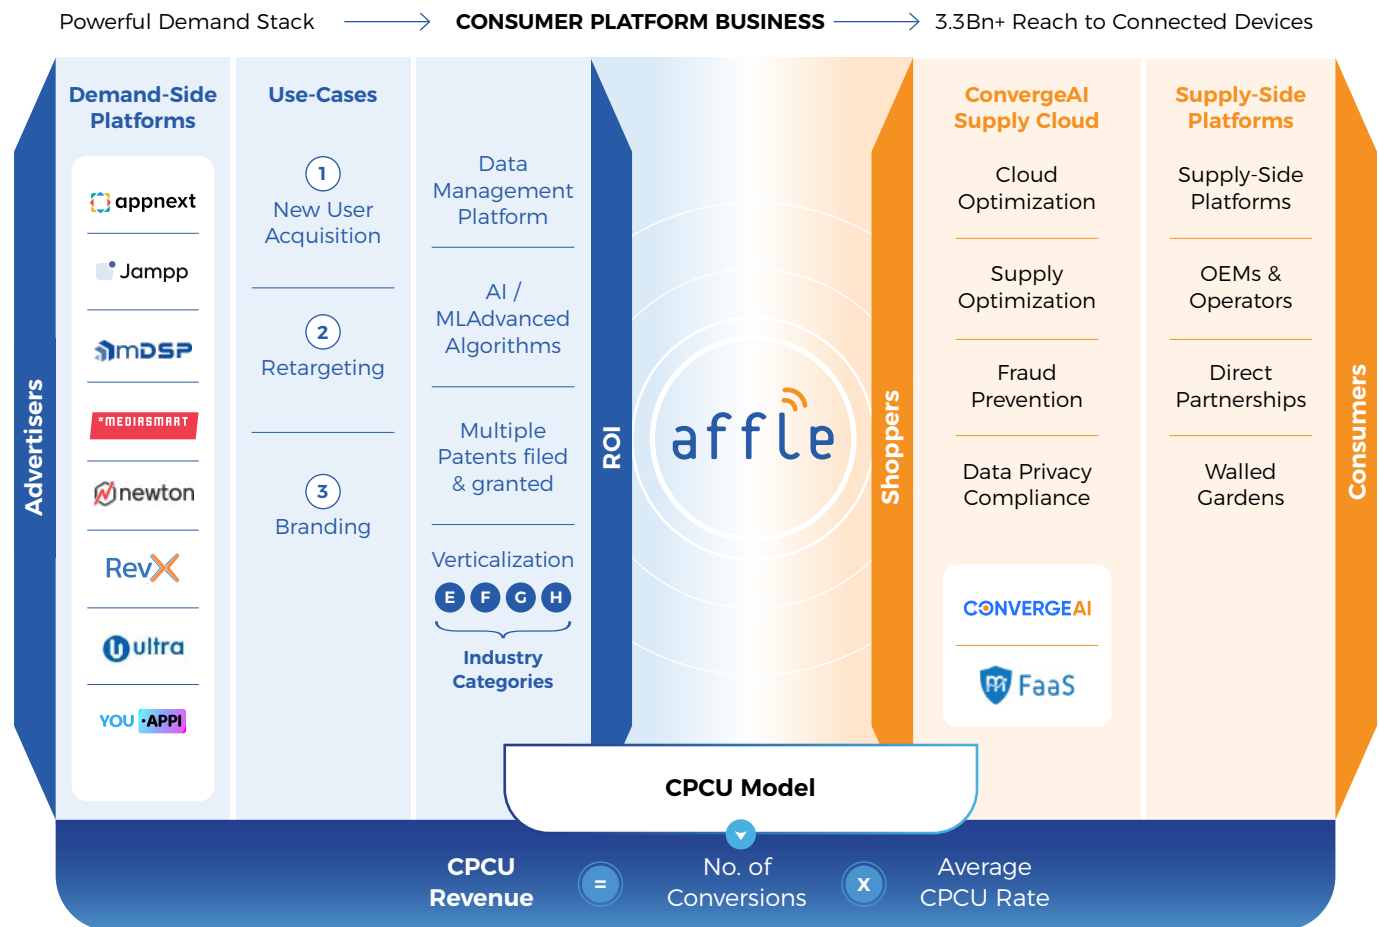 Powerful Demand Stack
CONSUMER PLATFORM BUSINESS
3.3Bn+ Reach to Connected Devices
Advertisers
Demand-Side
Platforms
appnext
Jampp
mDSP
MEDIASMART
newton
RevX
ultra
YOU·APPI
Use-Cases
1
New User
Acquisition
2
Retargeting
3
Branding
Data
Management
Platform
AI /
MLAdvanced
Algorithms
Multiple
Patents filed
& granted
Verticalization
E F G H
Industry
Categories
ROI
affle
Shoppers
ConvergeAI
Supply Cloud
Cloud
Optimization
Supply
Optimization
Fraud
Prevention
Data Privacy
Compliance
CONVERGEAI
FaaS
Supply-Side
Platforms
Supply-Side
Platforms
OEMs &
Operators
Direct
Partnerships
Walled
Gardens
Consumers
CPCU Model
CPCU
Revenue
=
No. of
Conversions
x
Average
CPCU Rate